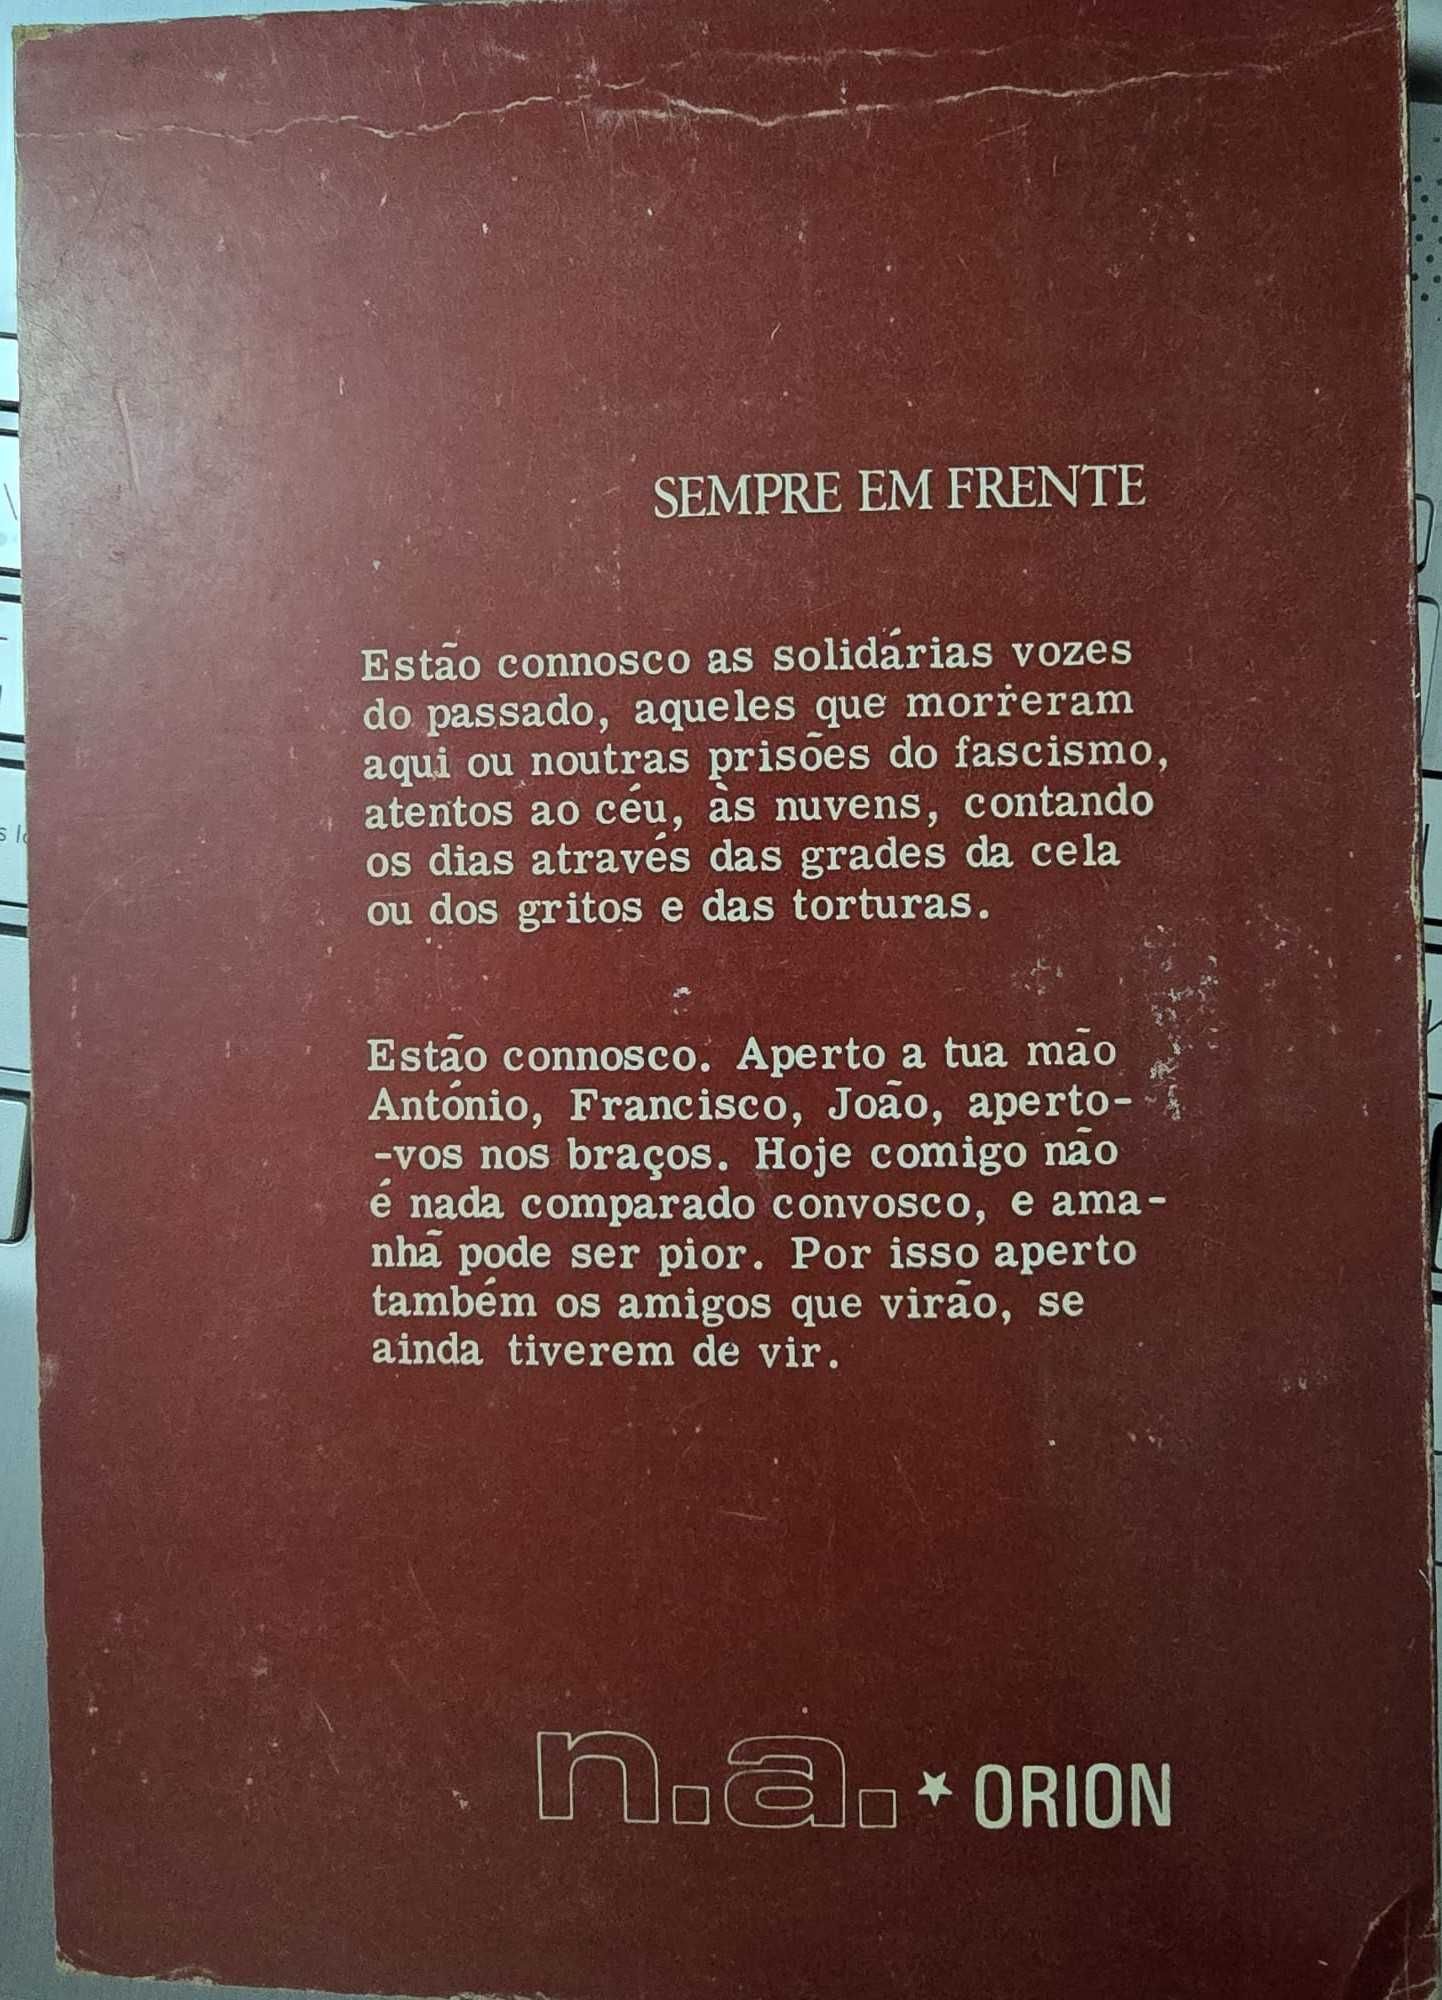 SEMPRE EM FRENTE
Estão connosco as solidárias vozes
do passado, aqueles que morreram
aqui ou noutras prisões do fascismo,
atentos ao céu, às nuvens, contando
os dias através das grades da cela
ou dos gritos e das torturas.
Estão connosco. Aperto a tua mão
António, Francisco, João, aperto-
-vos nos braços. Hoje comigo não
é nada comparado convosco, e ama-
nhã pode ser pior. Por isso aperto
também os amigos que virão, se
ainda tiverem de vir.
n.a. ★ ORION